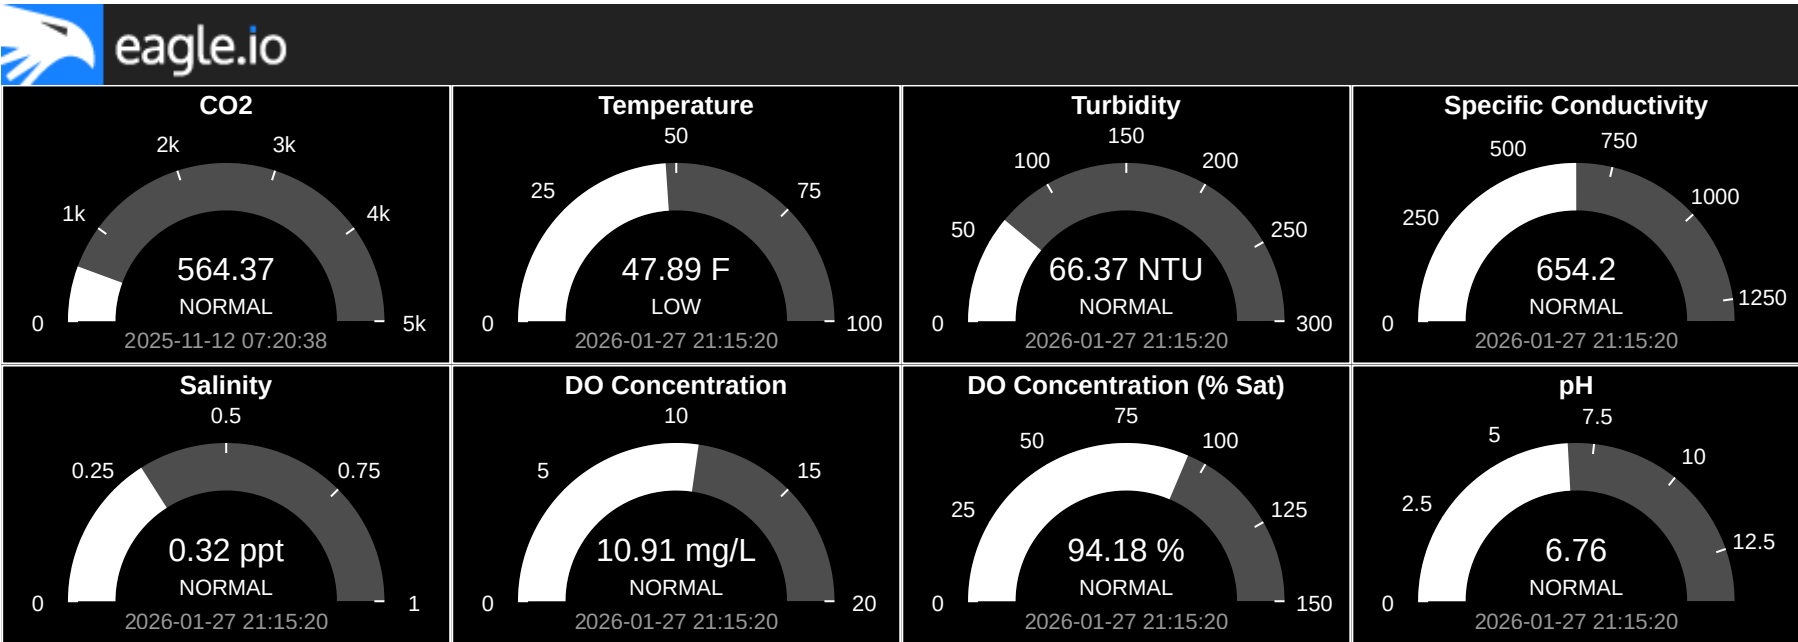 eagle.io
CO2
2k
3k
1k
4k
0
5k
564.37
NORMAL
2025-11-12 07:20:38
Temperature
50
25
75
0
100
47.89 F
LOW
2026-01-27 21:15:20
Turbidity
150
100
200
50
250
0
300
66.37 NTU
NORMAL
2026-01-27 21:15:20
Specific Conductivity
500
750
250
1000
0
1250
654.2
NORMAL
2026-01-27 21:15:20
Salinity
0.5
0.25
0.75
0
1
0.32 ppt
NORMAL
2026-01-27 21:15:20
DO Concentration
10
5
15
0
20
10.91 mg/L
NORMAL
2026-01-27 21:15:20
DO Concentration (% Sat)
75
50
100
25
125
0
150
94.18 %
NORMAL
2026-01-27 21:15:20
pH
7.5
5
10
2.5
12.5
0
6.76
NORMAL
2026-01-27 21:15:20